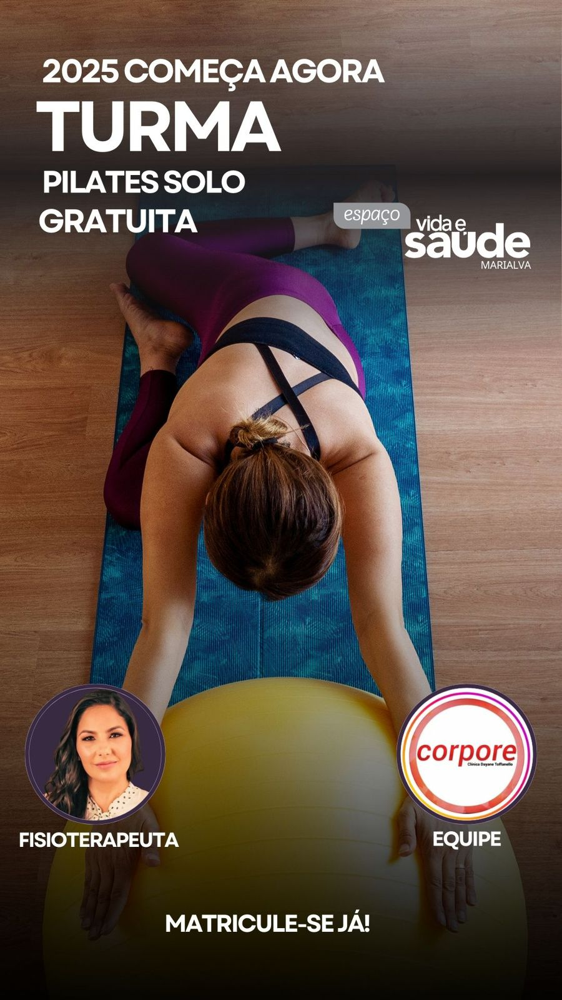 2025 COMEÇA AGORA
TURMA
PILATES SOLO
GRATUITA
espaço
vida e
saúde
MARIALVA
corpore
Clínica Dayane Toffanello
FISIOTERAPEUTA
EQUIPE
MATRICULE-SE JÁ!